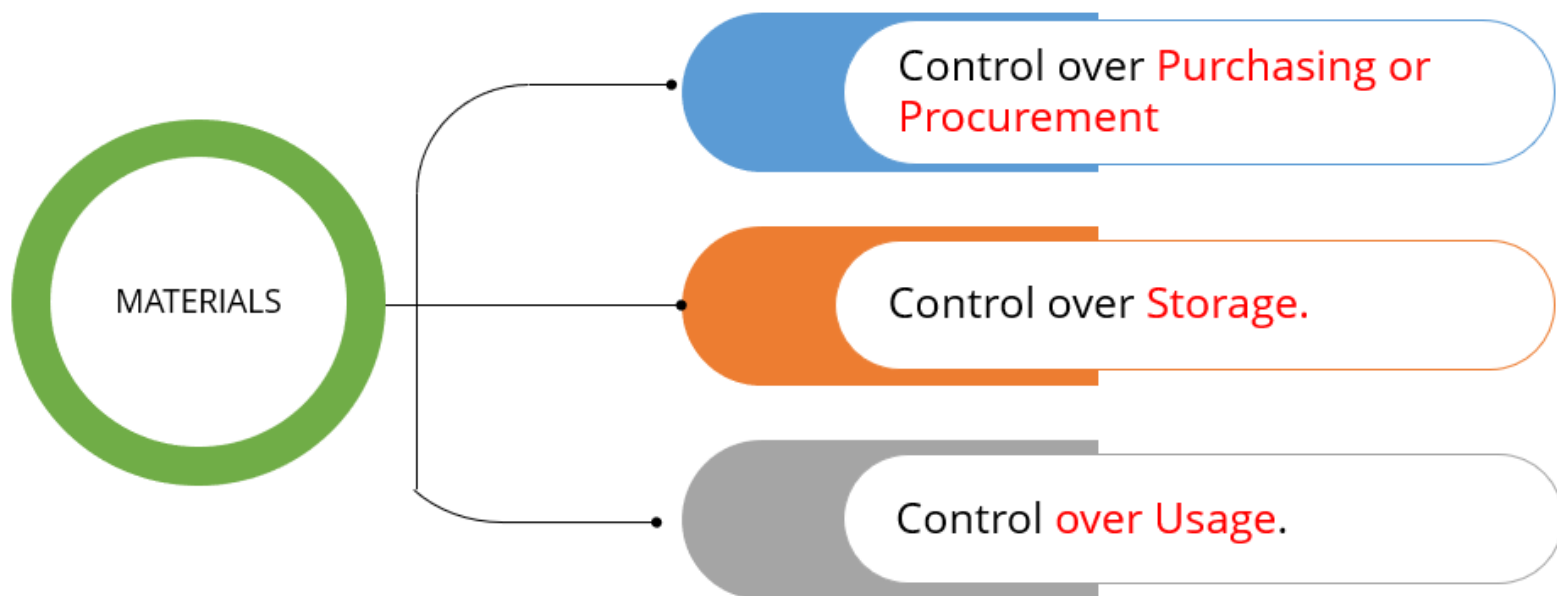 MATERIALS
Control over Purchasing or
Procurement
Control over Storage.
Control over Usage.